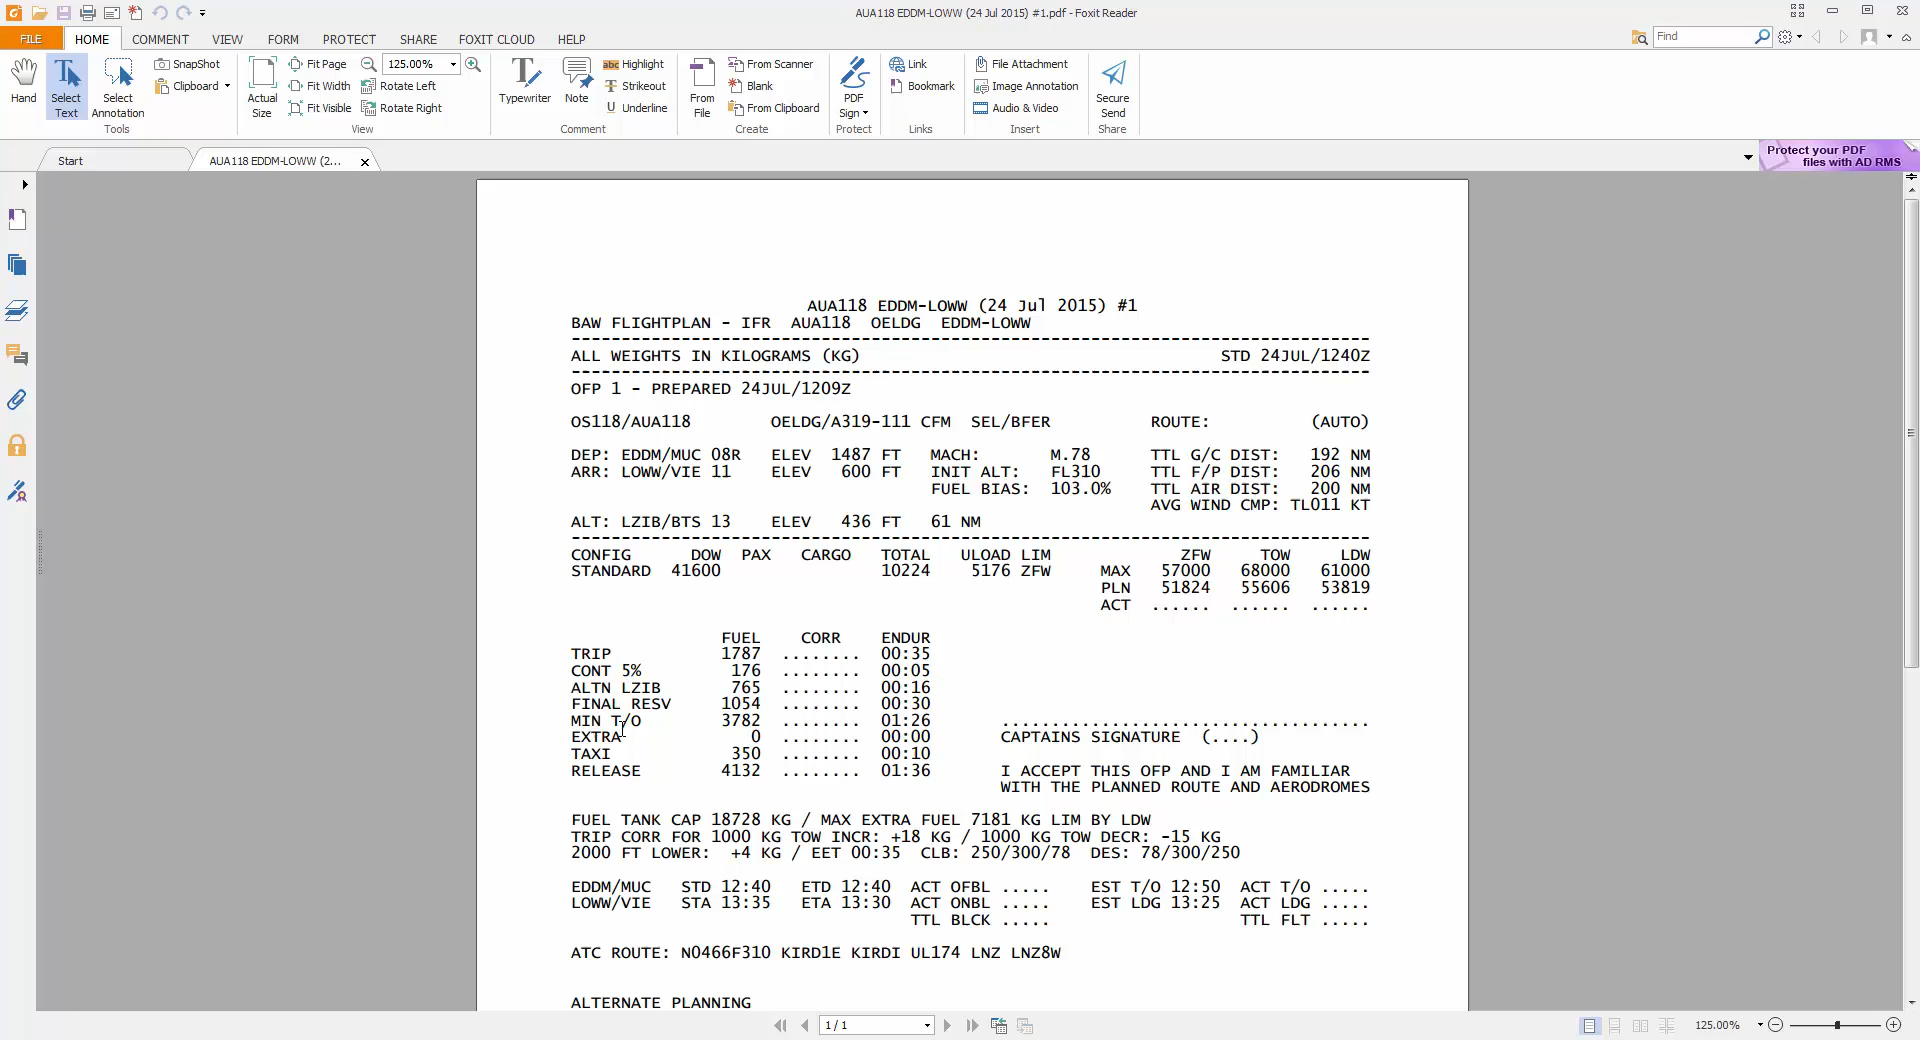 AUA118 EDDM-LOWW (24 Jul 2015) #1.pdf - Foxit Reader
FILE HOME COMMENT VIEW FORM PROTECT SHARE FOXIT CLOUD HELP
Find
Hand
Select Text
Select Annotation
SnapShot
Clipboard
Tools
Actual Size
Fit Page
Fit Width
Fit Visible
125.00%
Rotate Left
Rotate Right
View
Typewriter
Note
Highlight
Strikeout
Underline
Comment
From File
From Scanner
Blank
From Clipboard
Create
PDF Sign
Protect
Link
Bookmark
Links
File Attachment
Image Annotation
Audio & Video
Insert
Secure Send
Share
Start
AUA118 EDDM-LOWW (2...
Protect your PDF
files with AD RMS
AUA118 EDDM-LOWW (24 Jul 2015) #1
BAW FLIGHTPLAN - IFR AUA118 OELDG EDDM-LOWW
--------------------------------------------------------------------------------
ALL WEIGHTS IN KILOGRAMS (KG) STD 24JUL/1240Z
--------------------------------------------------------------------------------
OFP 1 - PREPARED 24JUL/1209Z
OS118/AUA118 OELDG/A319-111 CFM SEL/BFER ROUTE: (AUTO)
DEP: EDDM/MUC 08R ELEV 1487 FT MACH: M.78 TTL G/C DIST: 192 NM
ARR: LOWW/VIE 11 ELEV 600 FT INIT ALT: FL310 TTL F/P DIST: 206 NM
FUEL BIAS: 103.0% TTL AIR DIST: 200 NM
AVG WIND CMP: TL011 KT
ALT: LZIB/BTS 13 ELEV 436 FT 61 NM
--------------------------------------------------------------------------------
CONFIG DOW PAX CARGO TOTAL ULOAD LIM ZFW TOW LDW
STANDARD 41600 10224 5176 ZFW MAX 57000 68000 61000
PLN 51824 55606 53819
ACT ...... ...... ......
FUEL CORR ENDUR
TRIP 1787 ........ 00:35
CONT 5% 176 ........ 00:05
ALTN LZIB 765 ........ 00:16
FINAL RESV 1054 ........ 00:30
MIN T/O 3782 ........ 01:26 .....................................
EXTRA 0 ........ 00:00 CAPTAINS SIGNATURE (....)
TAXI 350 ........ 00:10
RELEASE 4132 ........ 01:36 I ACCEPT THIS OFP AND I AM FAMILIAR
WITH THE PLANNED ROUTE AND AERODROMES
FUEL TANK CAP 18728 KG / MAX EXTRA FUEL 7181 KG LIM BY LDW
TRIP CORR FOR 1000 KG TOW INCR: +18 KG / 1000 KG TOW DECR: -15 KG
2000 FT LOWER: +4 KG / EET 00:35 CLB: 250/300/78 DES: 78/300/250
EDDM/MUC STD 12:40 ETD 12:40 ACT OFBL ..... EST T/O 12:50 ACT T/O .....
LOWW/VIE STA 13:35 ETA 13:30 ACT ONBL ..... EST LDG 13:25 ACT LDG .....
TTL BLCK ..... TTL FLT .....
ATC ROUTE: N0466F310 KIRD1E KIRDI UL174 LNZ LNZ8W
ALTERNATE PLANNING
1 / 1
125.00%